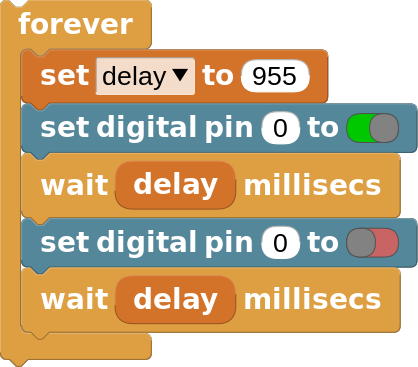 forever
set delay to 955
set digital pin 0 to
wait delay millisecs
set digital pin 0 to
wait delay millisecs